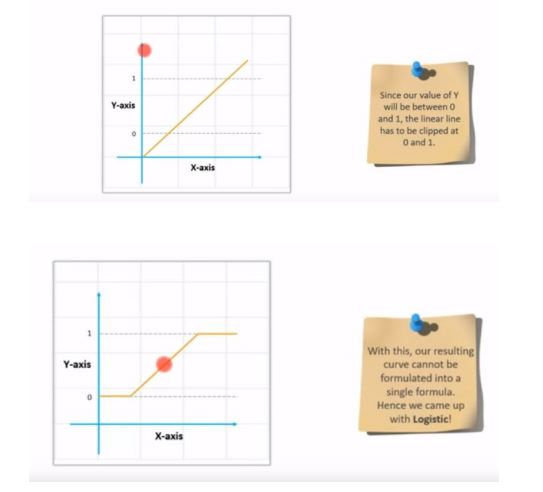 1
Y-axis
0
X-axis
Since our value of Y
will be between 0
and 1, the linear line
has to be clipped at
0 and 1.
1
Y-axis
0
X-axis
With this, our resulting
curve cannot be
formulated into a
single formula.
Hence we came up
with Logistic!